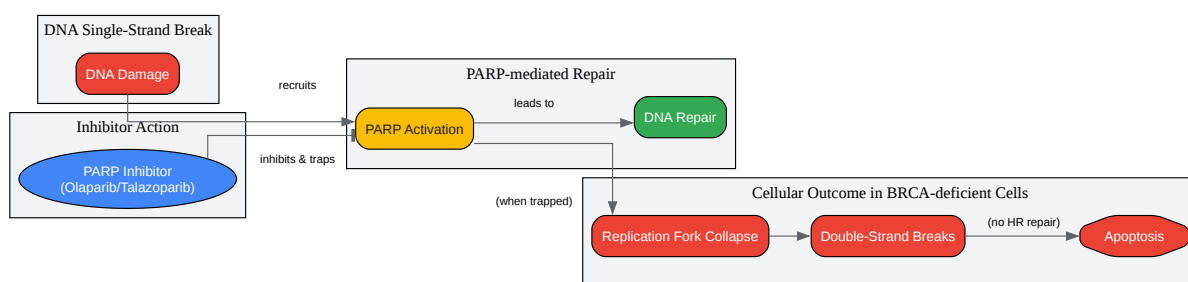 DNA Single-Strand Break
DNA Damage
recruits
PARP-mediated Repair
PARP Activation
leads to
DNA Repair
Inhibitor Action
PARP Inhibitor
(Olaparib/Talazoparib)
inhibits & traps
(when trapped)
Cellular Outcome in BRCA-deficient Cells
Replication Fork Collapse
Double-Strand Breaks
(no HR repair)
Apoptosis